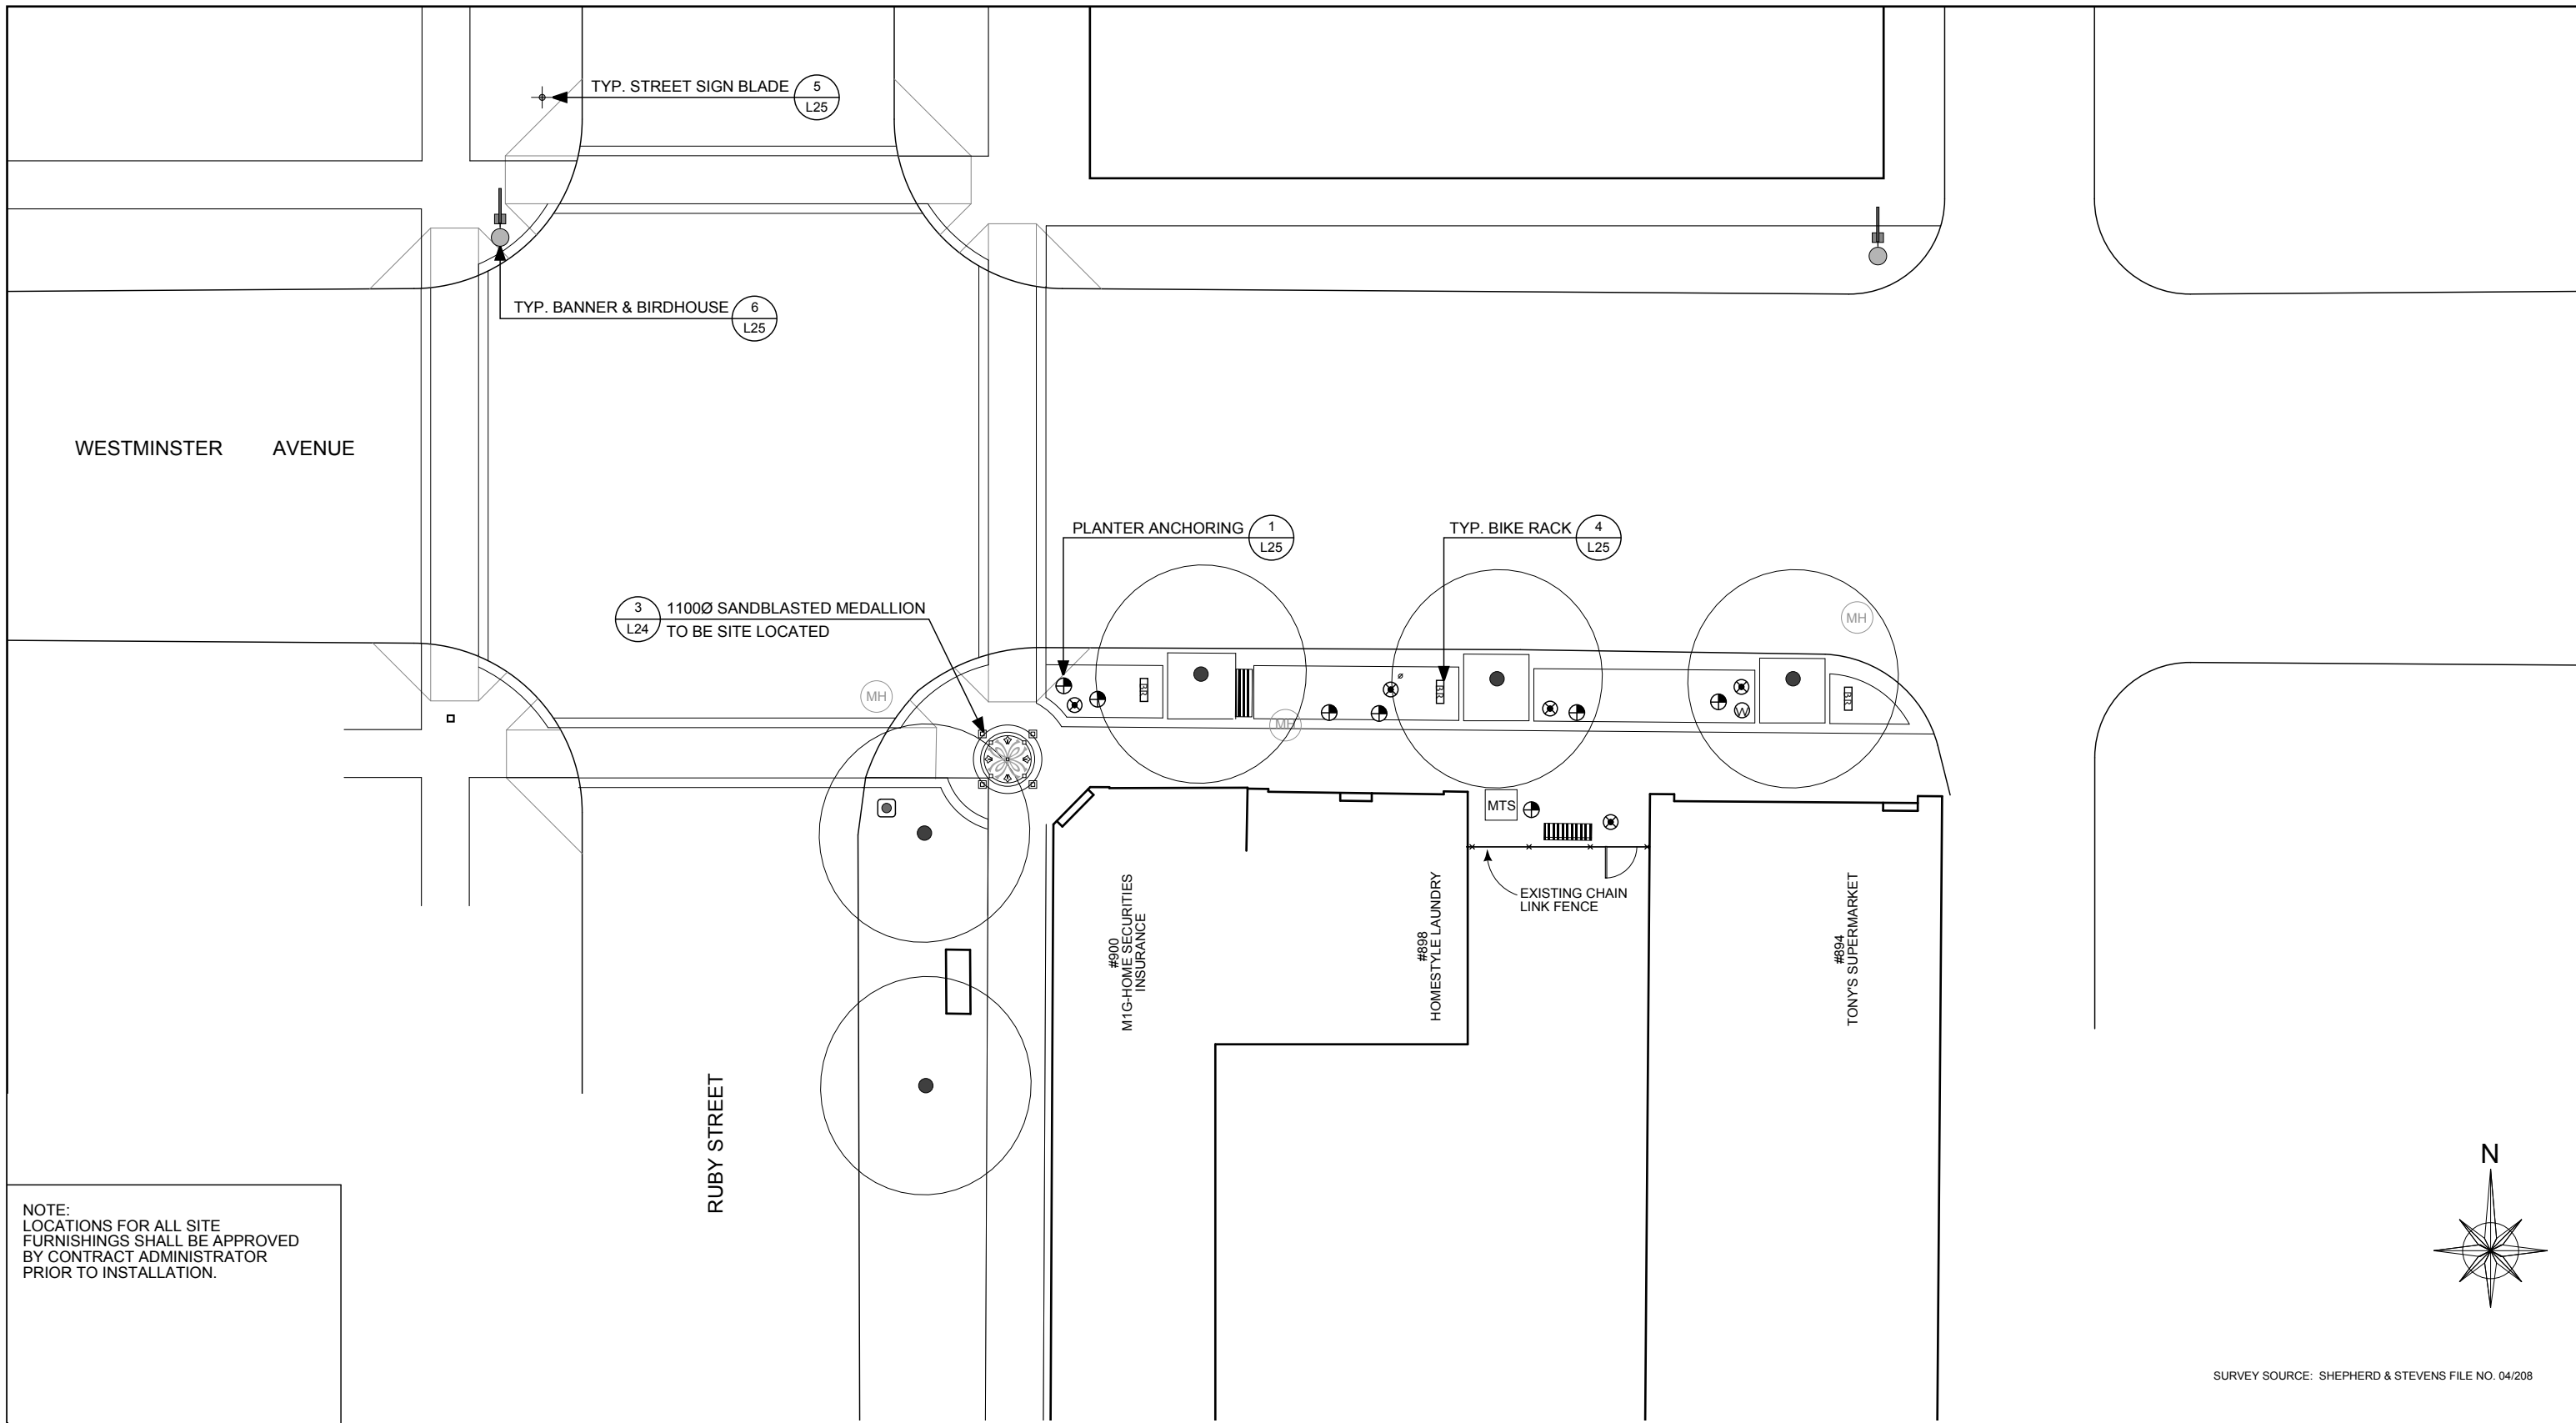 TYP. STREET SIGN BLADE
5
L25
TYP. BANNER & BIRDHOUSE
6
L25
WESTMINSTER AVENUE
PLANTER ANCHORING
1
L25
TYP. BIKE RACK
4
L25
3
L24
1100Ø SANDBLASTED MEDALLION
TO BE SITE LOCATED
MH
MH
MH
BR
BR
BR
W
MTS
EXISTING CHAIN
LINK FENCE
#900
M1G-HOME SECURITIES
INSURANCE
#898
HOMESTYLE LAUNDRY
#894
TONY'S SUPERMARKET
RUBY STREET
NOTE:
LOCATIONS FOR ALL SITE
FURNISHINGS SHALL BE APPROVED
BY CONTRACT ADMINISTRATOR
PRIOR TO INSTALLATION.
N
SURVEY SOURCE: SHEPHERD & STEVENS FILE NO. 04/208